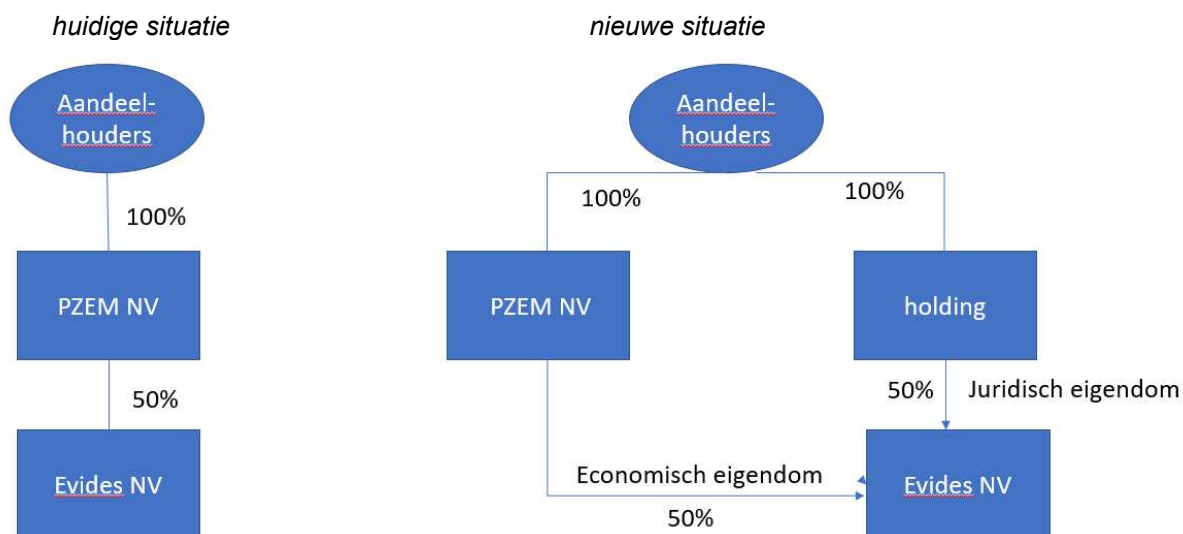 huidige situatie
Aandeel-
houders
100%
PZEM NV
50%
Evides NV
nieuwe situatie
Aandeel-
houders
100%
100%
PZEM NV
holding
50%
Juridisch eigendom
Economisch eigendom
50%
Evides NV